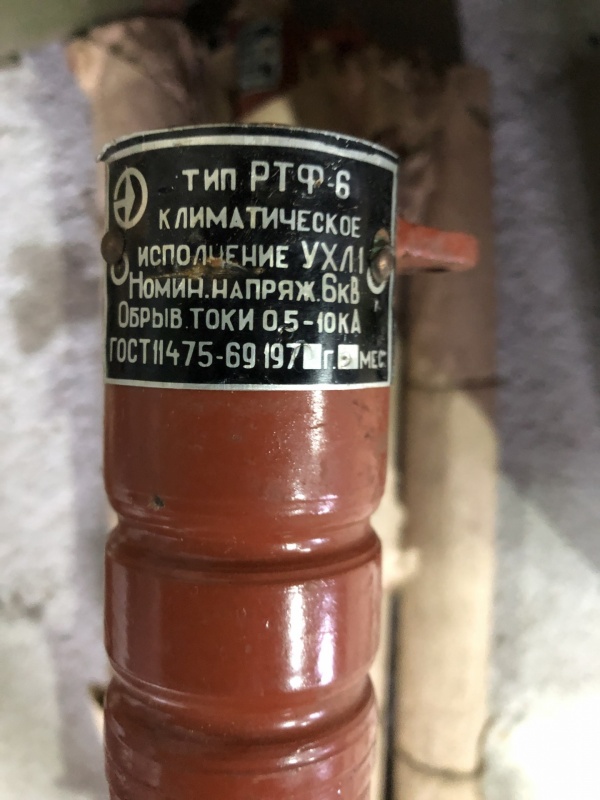 ТИП РТФ-6
КЛИМАТИЧЕСКОЕ
ИСПОЛНЕНИЕ УХЛ1
НОМИН.НАПРЯЖ.6кВ
ОБРЫВ.ТОКИ 0,5-10КА
ГОСТ11475-69 197 г. МЕС